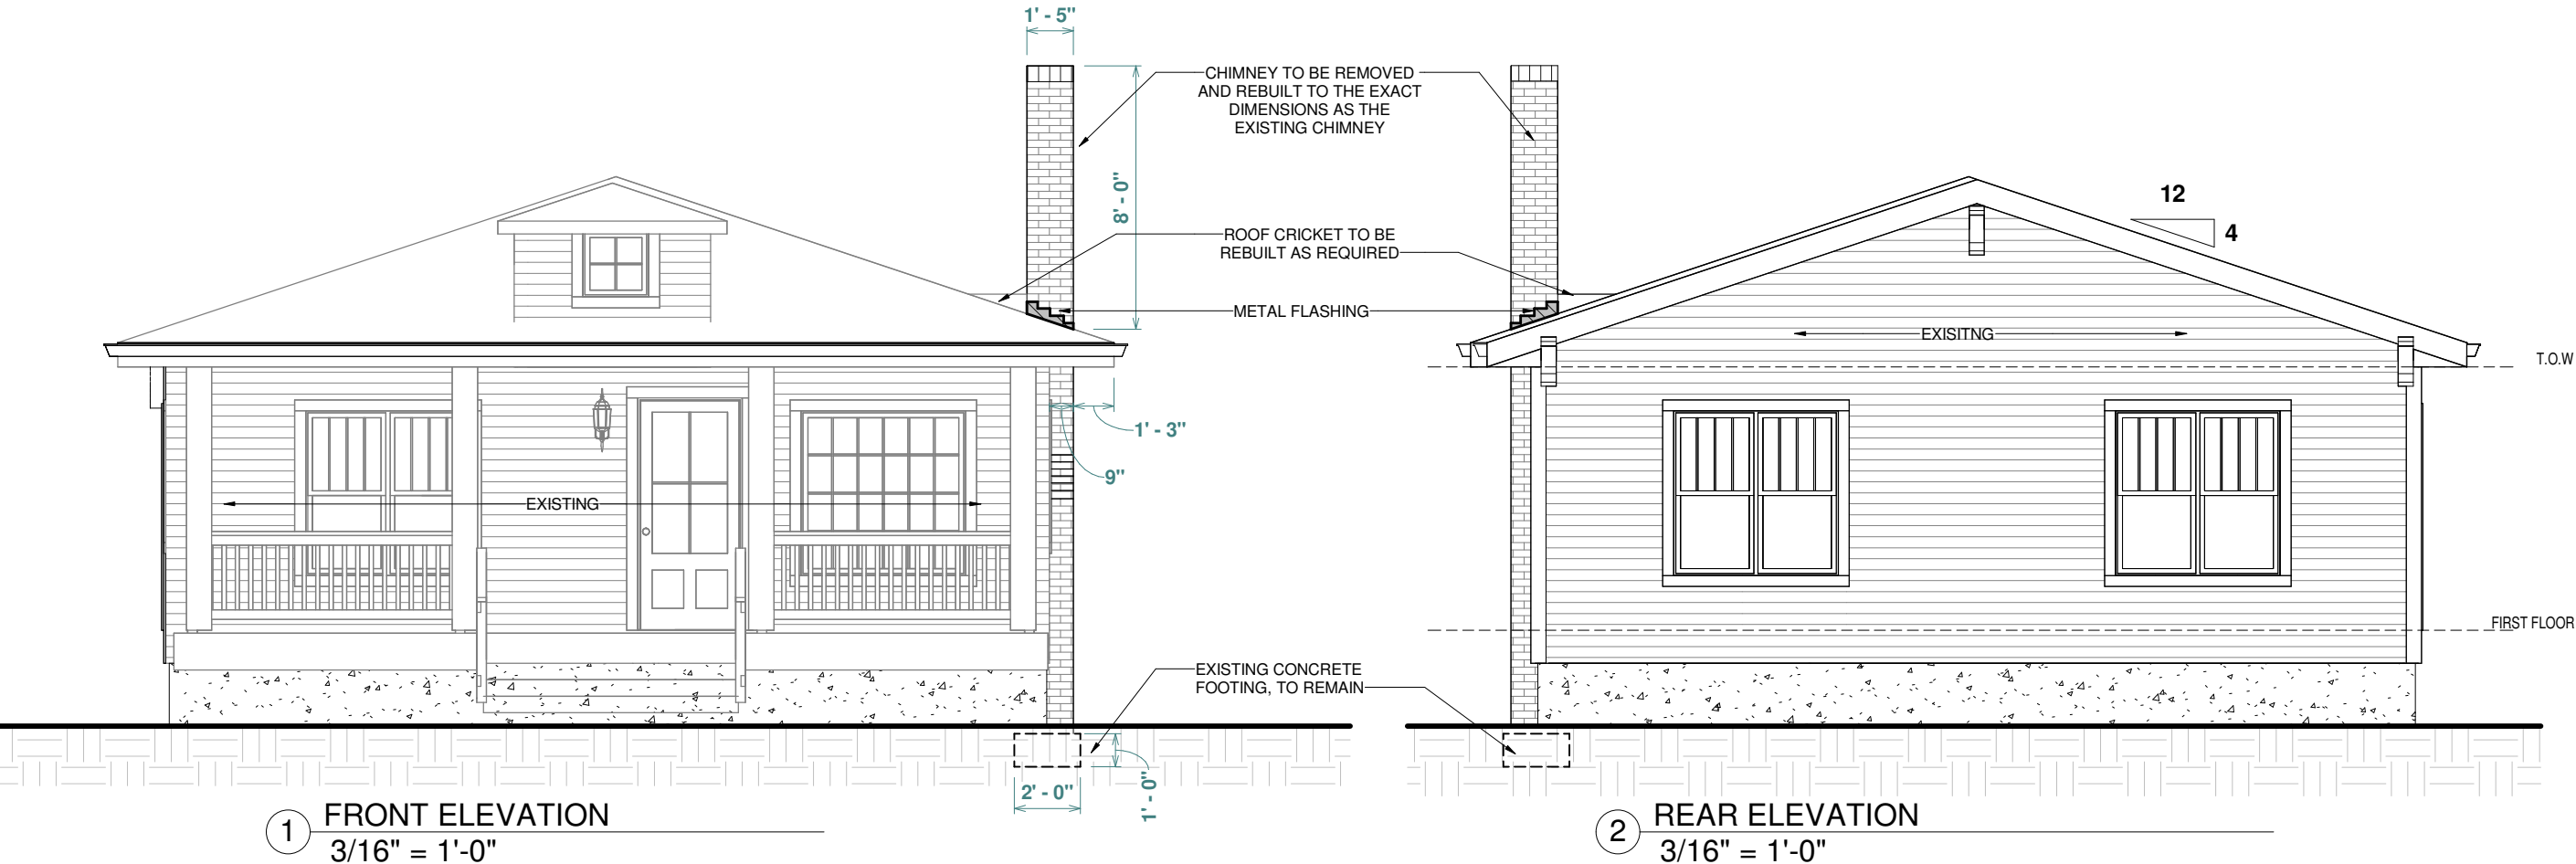 1' - 5"
CHIMNEY TO BE REMOVED
AND REBUILT TO THE EXACT
DIMENSIONS AS THE
EXISTING CHIMNEY
8' - 0"
12
4
ROOF CRICKET TO BE
REBUILT AS REQUIRED
METAL FLASHING
EXISITNG
T.O.W
1' - 3"
9"
EXISTING
FIRST FLOOR
EXISTING CONCRETE
FOOTING, TO REMAIN
2' - 0"
1' - 0"
1 FRONT ELEVATION
3/16" = 1'-0"
2 REAR ELEVATION
3/16" = 1'-0"